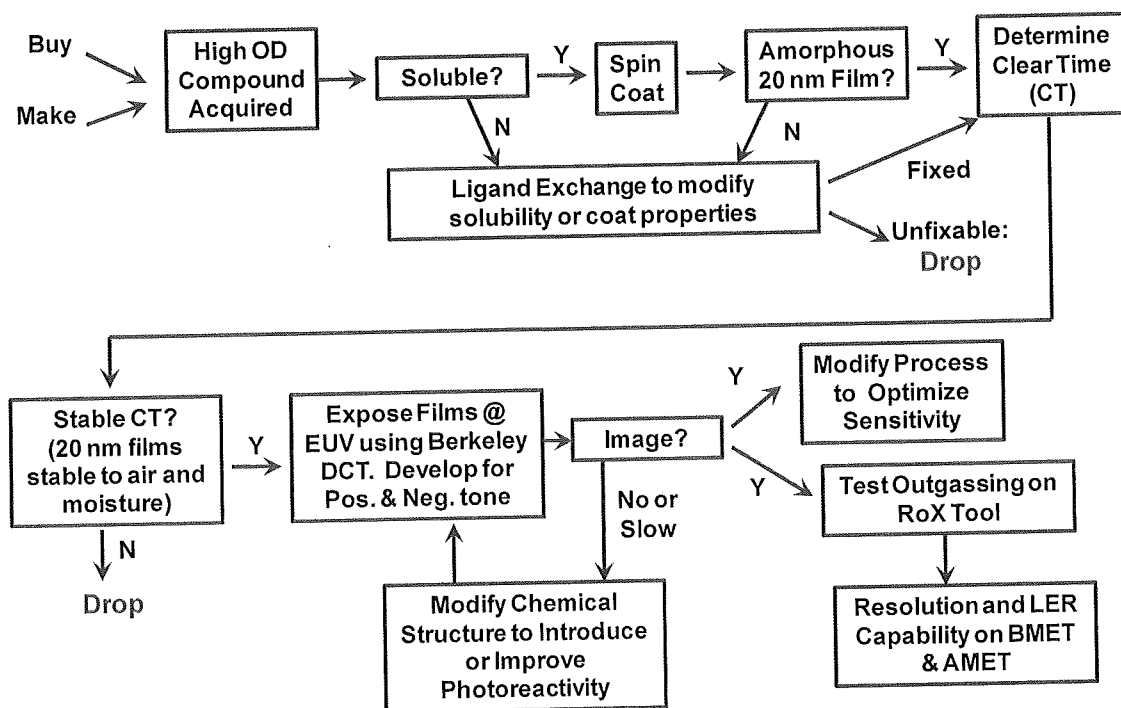 Buy
Make
High OD
Compound
Acquired
Soluble?
Y
N
Spin
Coat
Amorphous
20 nm Film?
Y
N
Determine
Clear Time
(CT)
Ligand Exchange to modify
solubility or coat properties
Fixed
Unfixable:
Drop
Stable CT?
(20 nm films
stable to air and
moisture)
Y
N
Drop
Expose Films @
EUV using Berkeley
DCT. Develop for
Pos. & Neg. tone
Image?
Y
Y
No or
Slow
Modify Chemical
Structure to Introduce
or Improve
Photoreactivity
Modify Process
to Optimize
Sensitivity
Test Outgassing on
RoX Tool
Resolution and LER
Capability on BMET
& AMET